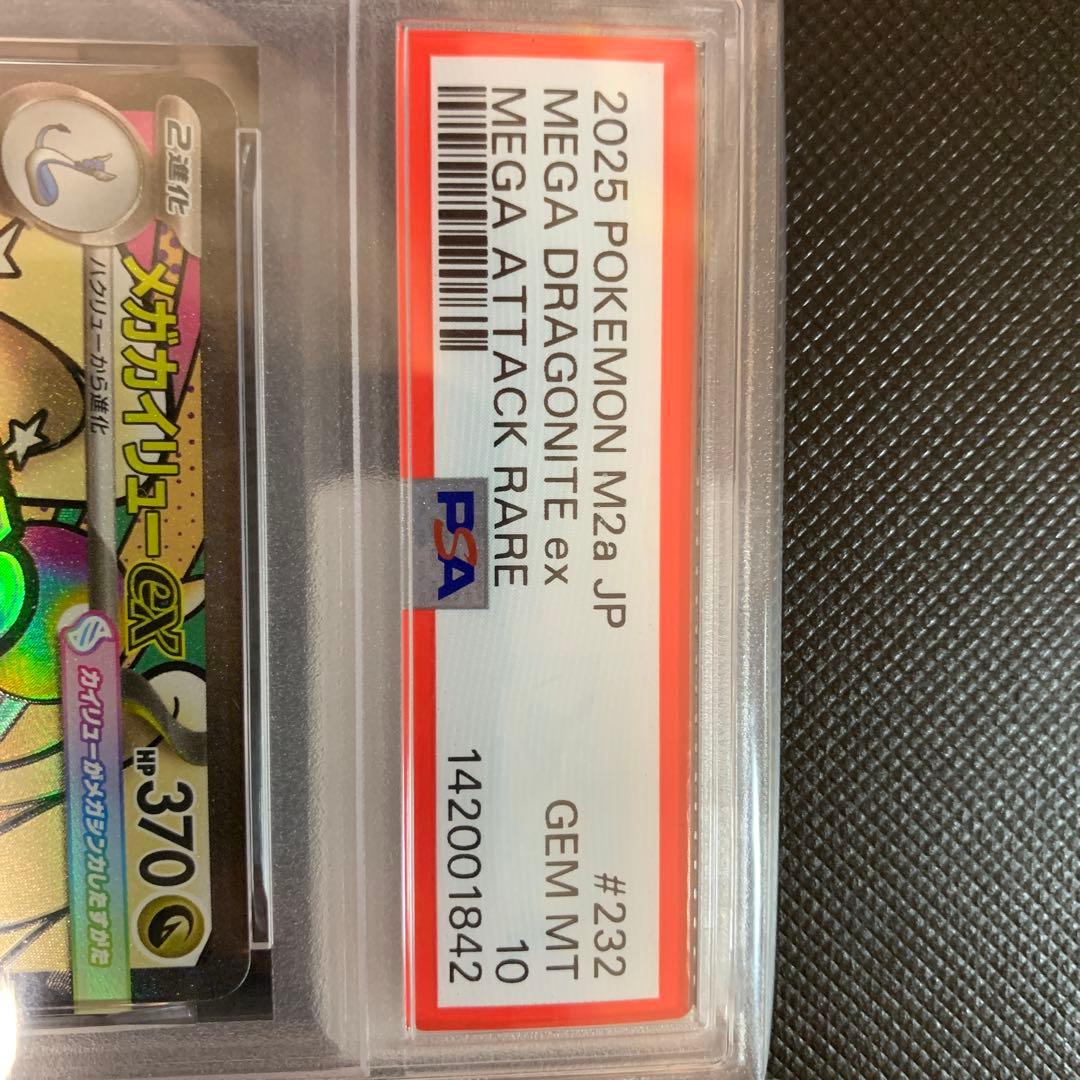 2025 POKEMON M2a JP #232
MEGA DRAGONITE ex GEM MT
MEGA ATTACK RARE 10
PSA 142001842
2進化
メガカイリューex HP370
ハクリューから進化
カイリューがメガシンカしたすがた